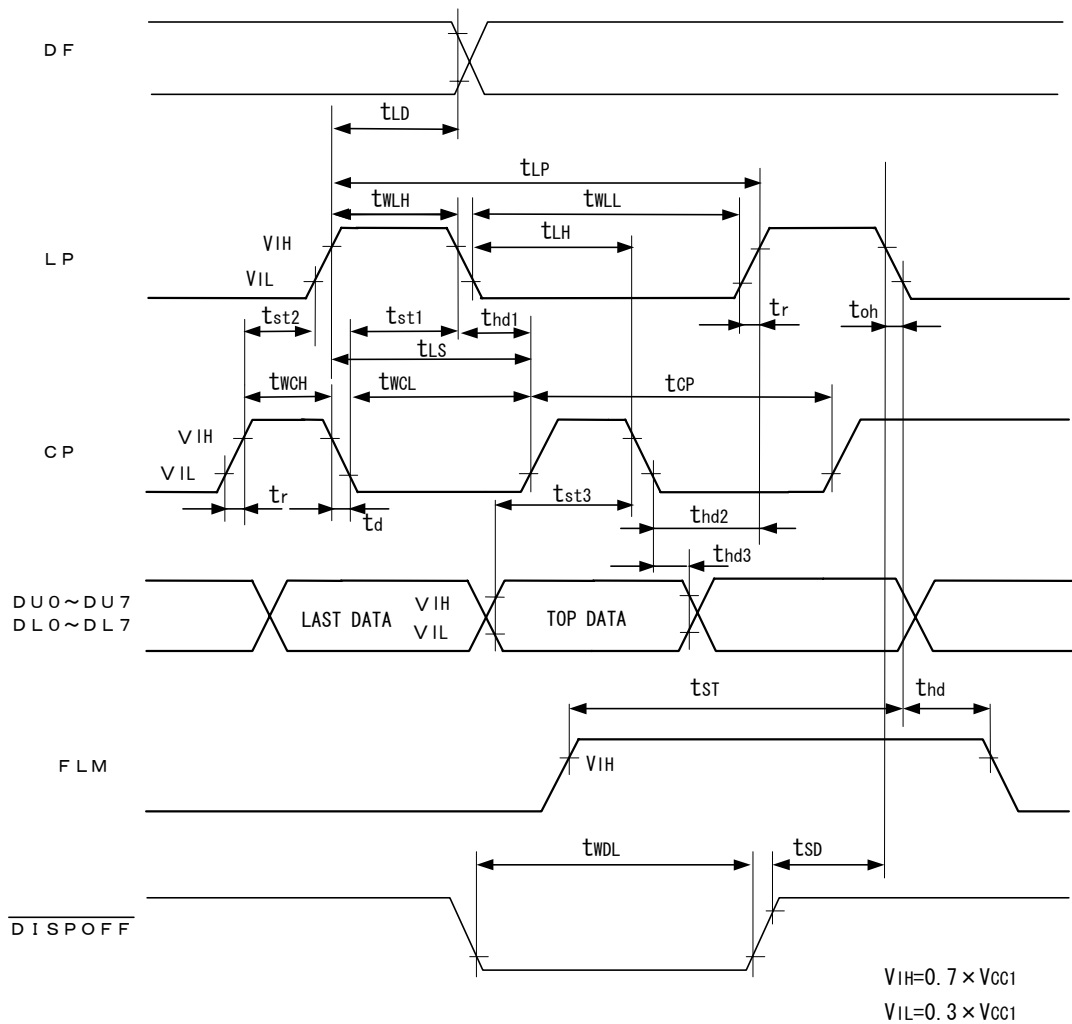 DF
tLD
tLP
tWLH
tWLL
tLH
VIH
LP
VIL
tst2
tst1
thd1
tr
toh
tLS
tWCH
tWCL
tCP
VIH
CP
VIL
tr
td
tst3
thd2
thd3
DU0~DU7
DL0~DL7
LAST DATA
VIH
VIL
TOP DATA
tST
thd
FLM
VIH
tWDL
tSD
DISPOFF
VIH=0.7×VCC1
VIL=0.3×VCC1